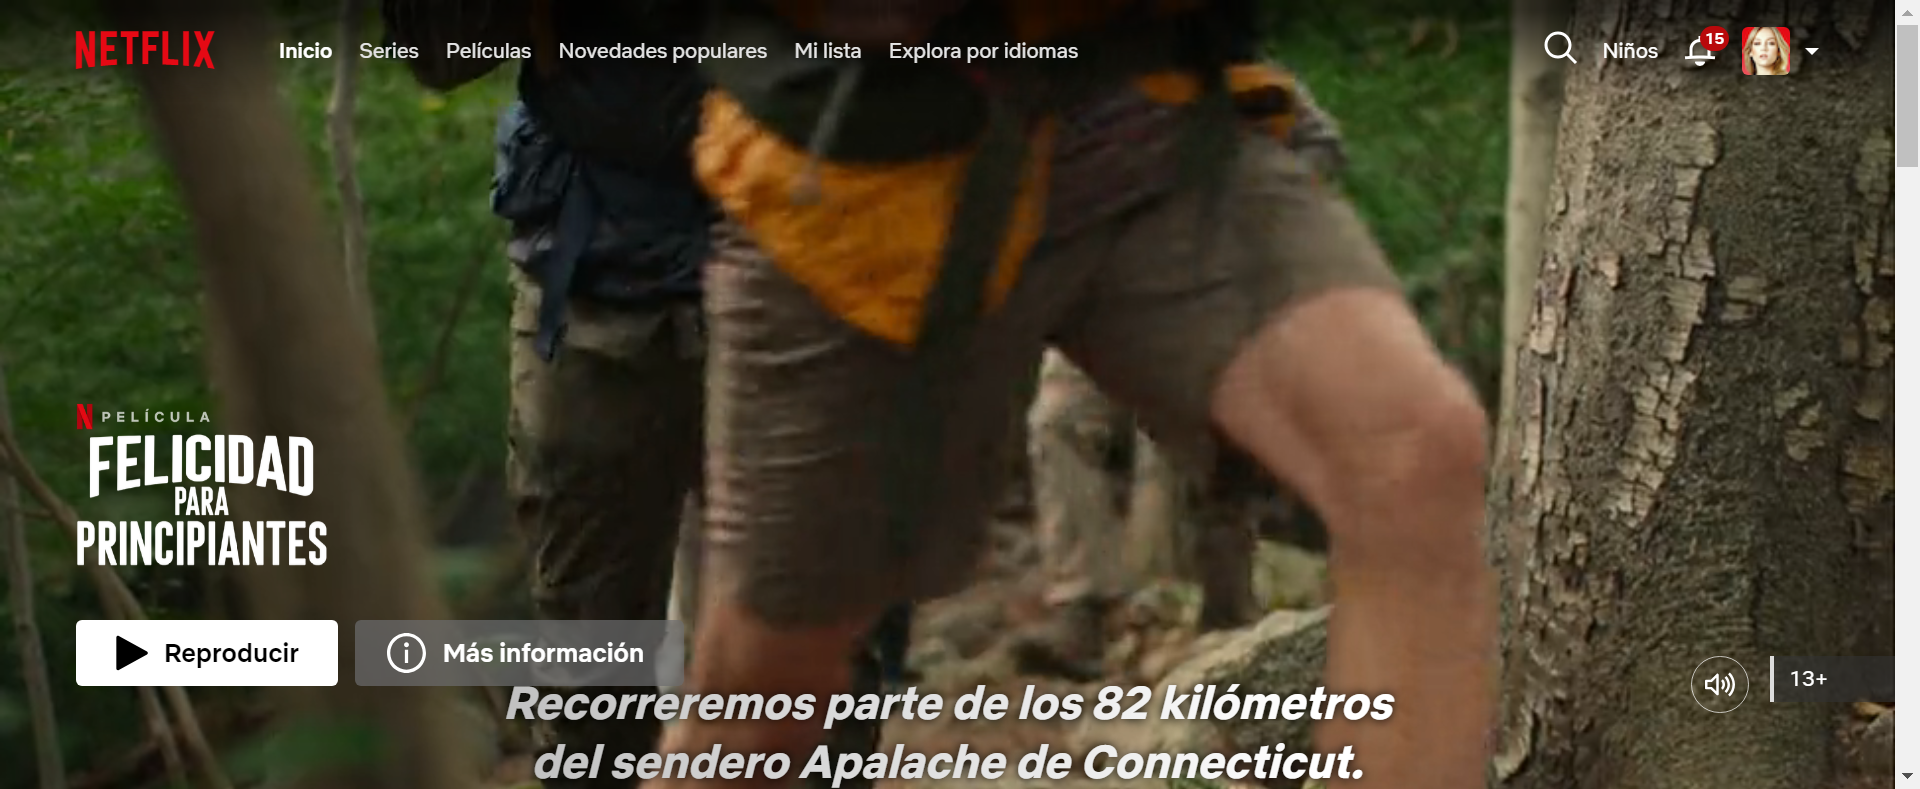 NETFLIX
Inicio Series Películas Novedades populares Mi lista Explora por idiomas
Niños 15
N PELÍCULA
FELICIDAD
PARA
PRINCIPIANTES
Reproducir Más información
13+
Recorreremos parte de los 82 kilómetros
del sendero Apalache de Connecticut.